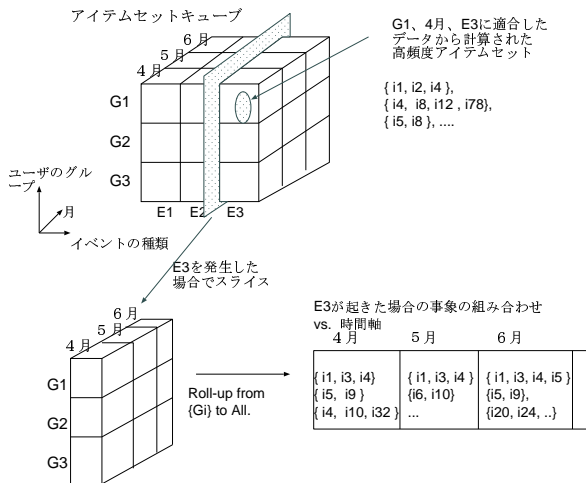 アイテムセットキューブ
G1、4月、E3に適合した
データから計算された
高頻度アイテムセット
{ i1, i2, i4 },
{ i4, i8, i12 , i78},
{ i5, i8 }, ....
6 月
5 月
4 月
G1
G2
G3
E1 E2 E3
ユーザのグル
ープ
月
イベントの種類
E3を発生した
場合でスライス
6 月
5 月
4 月
G1
G2
G3
Roll-up from
{Gi} to All.
E3が起きた場合の事象の組み合わせ
vs. 時間軸
4 月 5 月 6 月
{ i1, i3, i4} { i1, i3, i4 } { i1, i3, i4, i5 }
{ i5, i9 } {i6, i10} {i5, i9},
{ i4, i10, i32 } ... {i20, i24, ..}